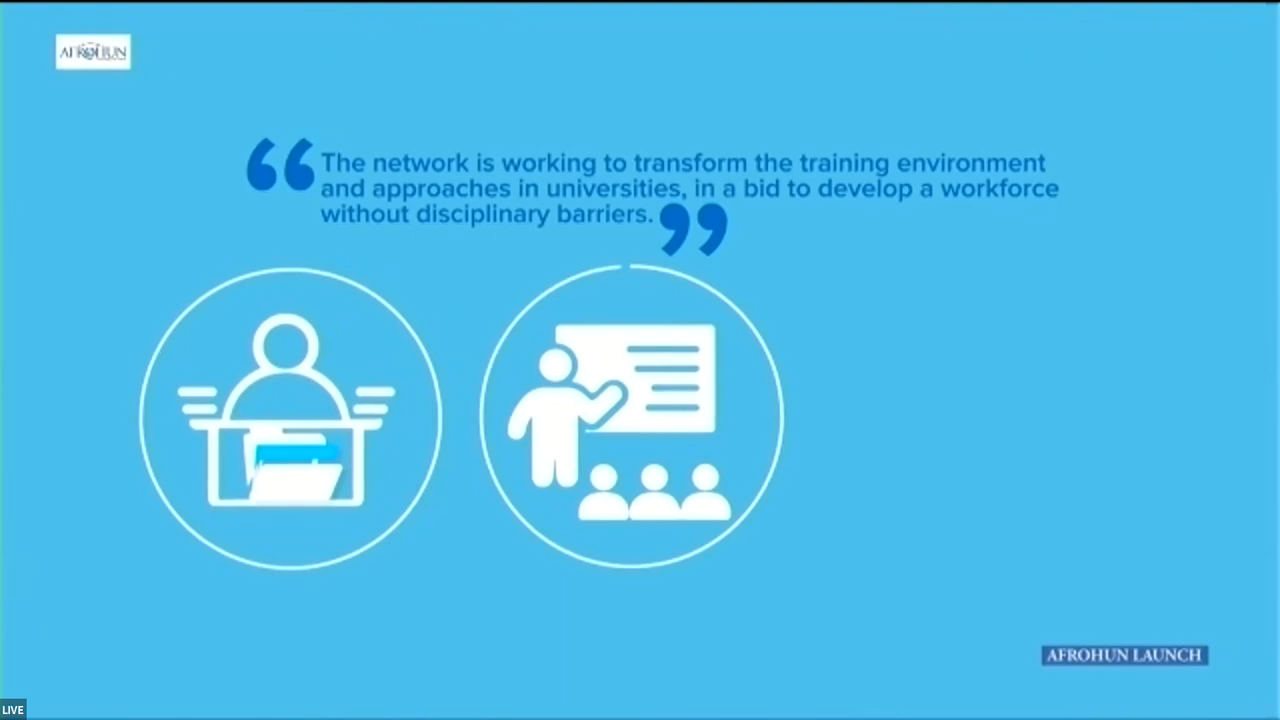 AFROHUN
The network is working to transform the training environment
and approaches in universities, in a bid to develop a workforce
without disciplinary barriers.
AFROHUN LAUNCH
LIVE